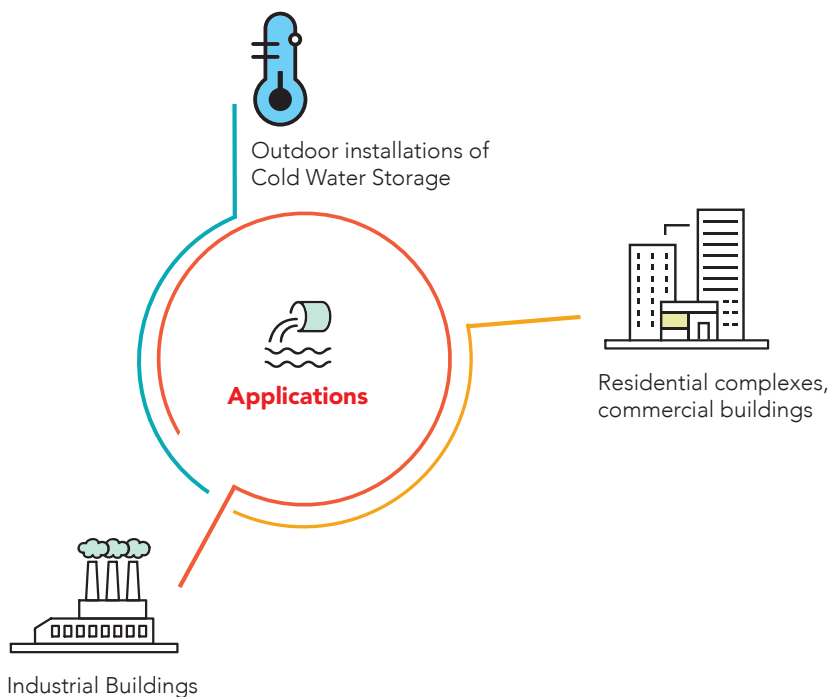 Outdoor installations of
Cold Water Storage
Applications
Residential complexes,
commercial buildings
Industrial Buildings